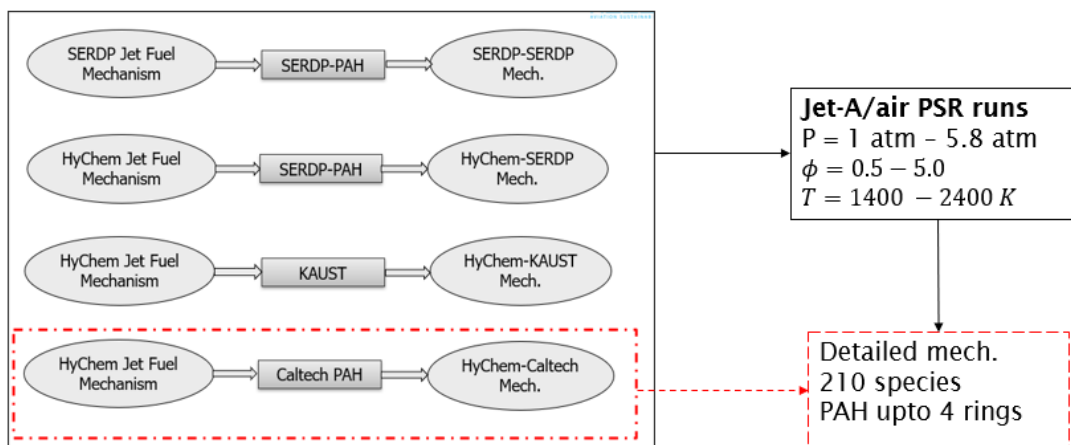 AVIATION SUSTAINAB
SERDP Jet Fuel
Mechanism
SERDP-PAH
SERDP-SERDP
Mech.
HyChem Jet Fuel
Mechanism
SERDP-PAH
HyChem-SERDP
Mech.
HyChem Jet Fuel
Mechanism
KAUST
HyChem-KAUST
Mech.
HyChem Jet Fuel
Mechanism
Caltech PAH
HyChem-Caltech
Mech.
Jet-A/air PSR runs
P = 1 atm – 5.8 atm
𝜙 = 0.5 – 5.0
𝑇 = 1400 – 2400 𝐾
Detailed mech.
210 species
PAH upto 4 rings